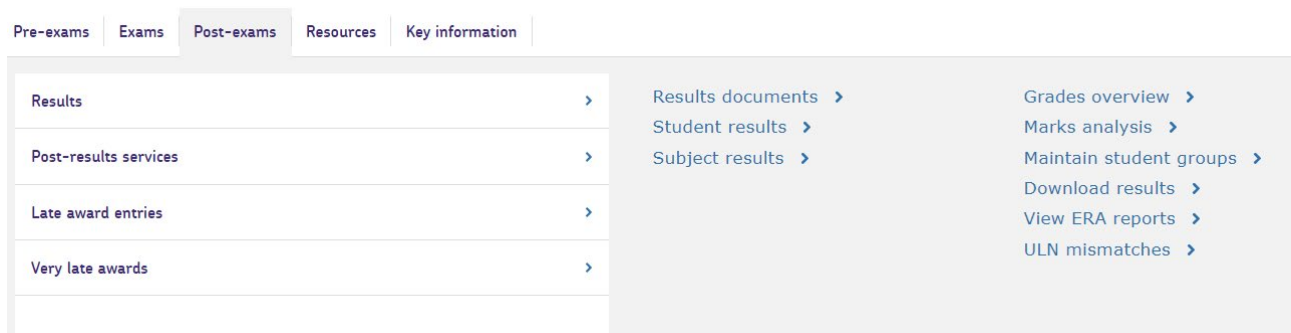 Pre-exams Exams Post-exams Resources Key information
Results
Post-results services
Late award entries
Very late awards
Results documents
Student results
Subject results
Grades overview
Marks analysis
Maintain student groups
Download results
View ERA reports
ULN mismatches